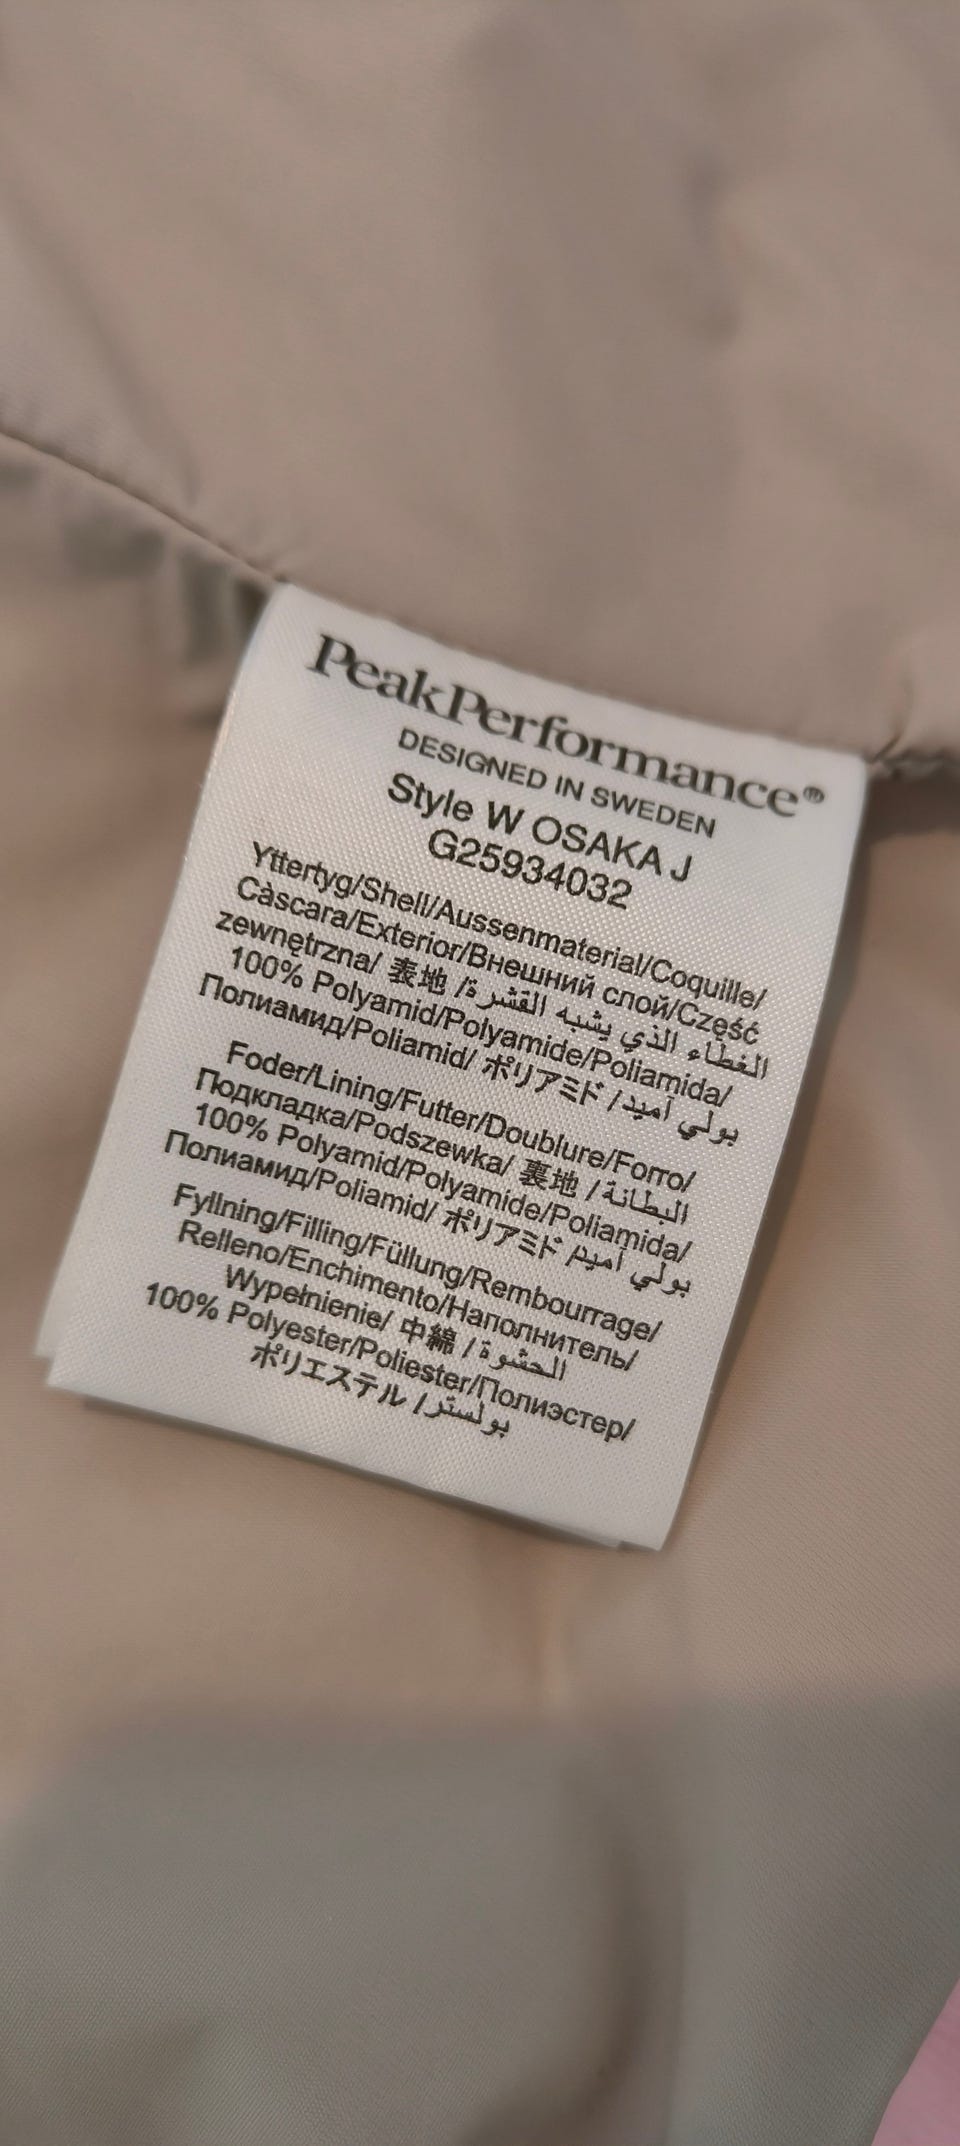 PeakPerformance®
DESIGNED IN SWEDEN
Style W OSAKA J
G25934032
Yttertyg/Shell/Aussenmaterial/Coquille/
Càscara/Exterior/Внешний слой/Część
zewnętrzna/ 表地 / الغطاء الذي يشبه القشرة
100% Polyamid/Polyamide/Poliamida/
Полиамид/Poliamid/ ポリアミド / بولي آميد
Foder/Lining/Futter/Doublure/Forro/
Подкладка/Podszewka/ 裏地 / البطانة
100% Polyamid/Polyamide/Poliamida/
Полиамид/Poliamid/ ポリアミド / بولي آميد
Fyllning/Filling/Füllung/Rembourrage/
Relleno/Enchimento/Наполнитель/
Wypełnienie/ 中綿 / الحشوة
100% Polyester/Poliester/Полиэстер/
ポリエステル / بولستر